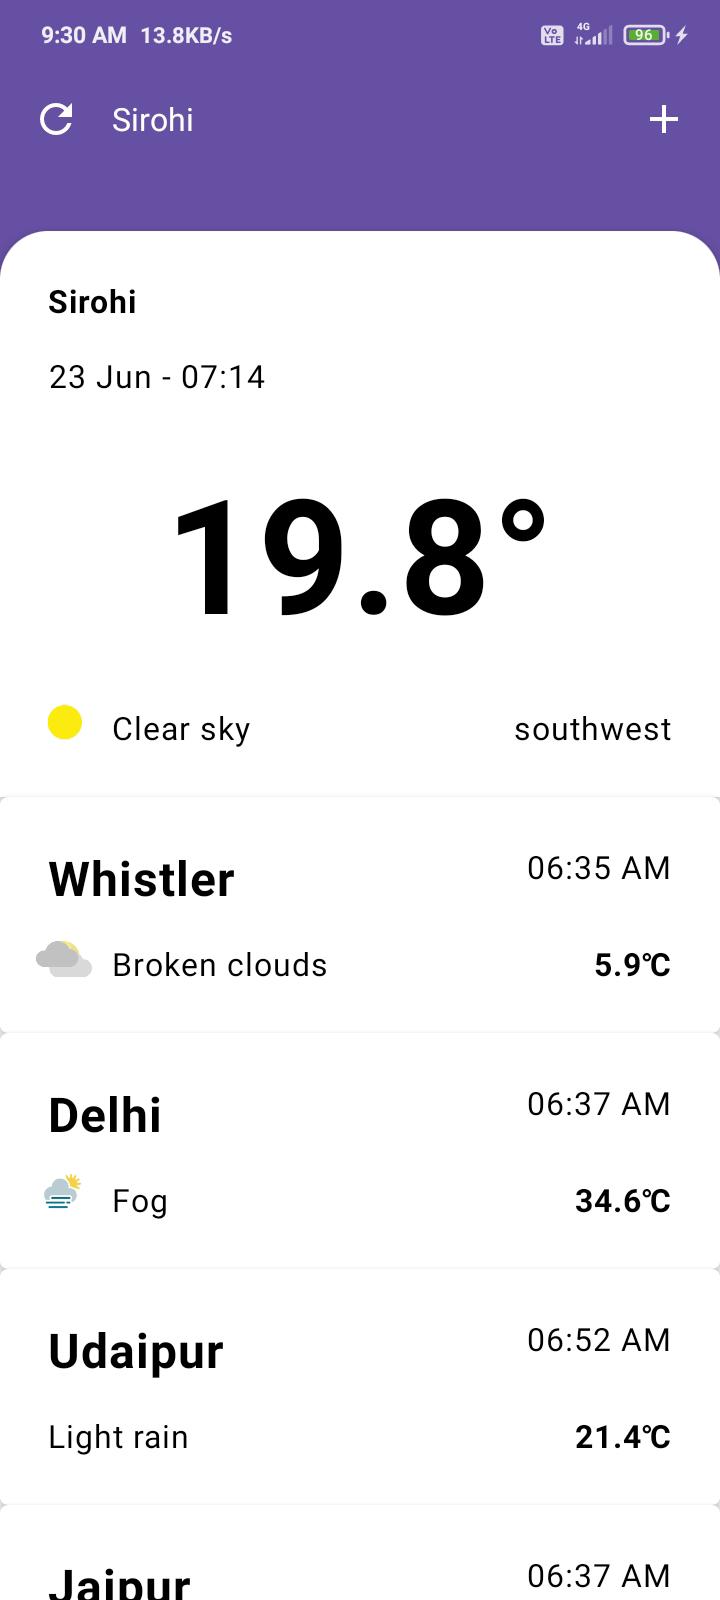 9:30 AM 13.8KB/s Vo LTE 4G 96
Sirohi
Sirohi
23 Jun - 07:14
19.8°
Clear sky southwest
Whistler 06:35 AM
Broken clouds 5.9℃
Delhi 06:37 AM
Fog 34.6℃
Udaipur 06:52 AM
Light rain 21.4℃
Jaipur 06:37 AM